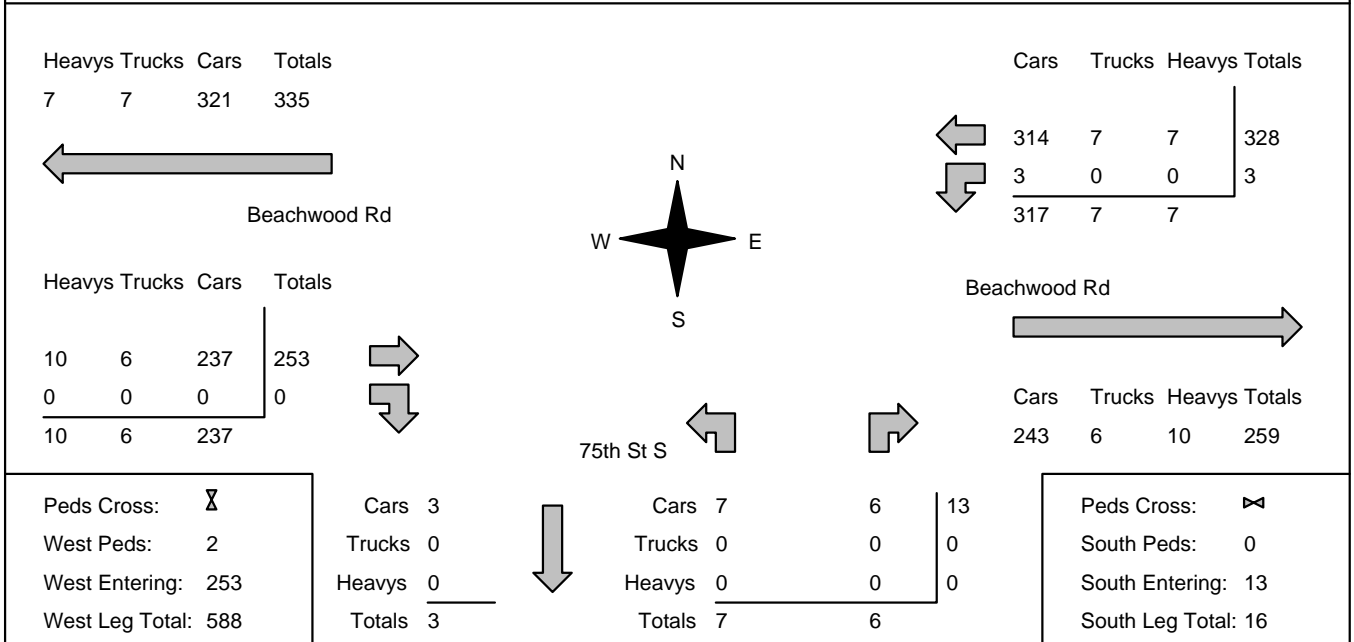 Heavys Trucks Cars Totals
7 7 321 335
Beachwood Rd
Heavys Trucks Cars Totals
10 6 237 253
0 0 0 0
10 6 237
N
W E
S
Cars Trucks Heavys Totals
314 7 7 328
3 0 0 3
317 7 7
Beachwood Rd
Cars Trucks Heavys Totals
243 6 10 259
75th St S
Peds Cross:
West Peds: 2
West Entering: 253
West Leg Total: 588
Cars 3
Trucks 0
Heavys 0
Totals 3
Cars 7 6 13
Trucks 0 0 0
Heavys 0 0 0
Totals 7 6
Peds Cross:
South Peds: 0
South Entering: 13
South Leg Total: 16